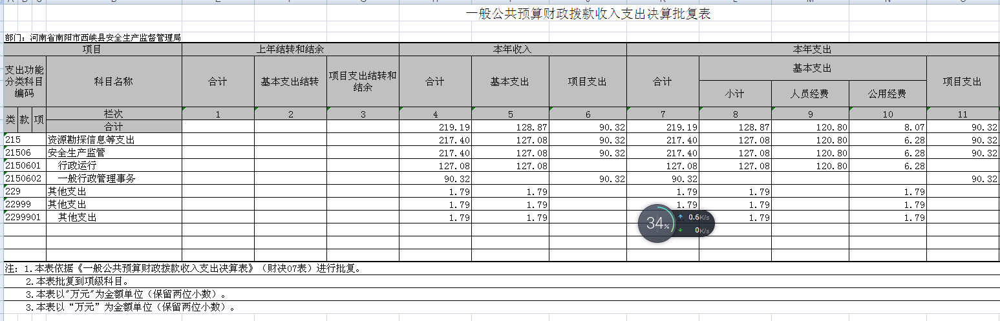 一般公共预算财政拨款收入支出决算批复表
部门：河南省南阳市西峡县安全生产监督管理局
项目 上年结转和结余 本年收入 本年支出
支出功能分类科目编码 科目名称 合计 基本支出结转 项目支出结转和结余 合计 基本支出 项目支出 合计 基本支出 项目支出
小计 人员经费 公用经费
类 款 项 栏次 1 2 3 4 5 6 7 8 9 10 11
合计 219.19 128.87 90.32 219.19 128.87 120.80 8.07 90.32
215 资源勘探信息等支出 217.40 127.08 90.32 217.40 127.08 120.80 6.28 90.32
21506 安全生产监管 217.40 127.08 90.32 217.40 127.08 120.80 6.28 90.32
2150601 行政运行 127.08 127.08 127.08 127.08 120.80 6.28
2150602 一般行政管理事务 90.32 90.32 90.32 90.32
229 其他支出 1.79 1.79 1.79 1.79 1.79
22999 其他支出 1.79 1.79 1.79 1.79 1.79
2299901 其他支出 1.79 1.79 1.79 1.79
34% 0.6K/s
0K/s
注：1.本表依据《一般公共预算财政拨款收入支出决算表》（财决07表）进行批复。
2.本表批复到项级科目。
3.本表以"万元"为金额单位（保留两位小数）。
3.本表以“万元”为金额单位（保留两位小数）。